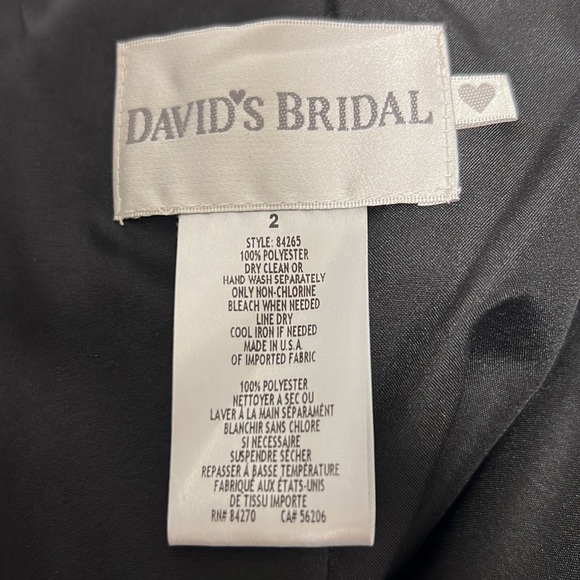 DAVID'S BRIDAL
2
STYLE: 84265
100% POLYESTER
DRY CLEAN OR
HAND WASH SEPARATELY
ONLY NON-CHLORINE
BLEACH WHEN NEEDED
LINE DRY
COOL IRON IF NEEDED
MADE IN U.S.A.
OF IMPORTED FABRIC
100% POLYESTER
NETTOYER A SEC OU
LAVER À LA MAIN SÉPARAMÉNT
BLANCHIR SANS CHLORE
SI NECESSAIRE
SUSPENDRE SÉCHER
REPASSER À BASSE TEMPÉRATURE
FABRIQUÉ AUX ÉTATS-UNIS
DE TISSU IMPORTE
RN# 84270 CA# 56206